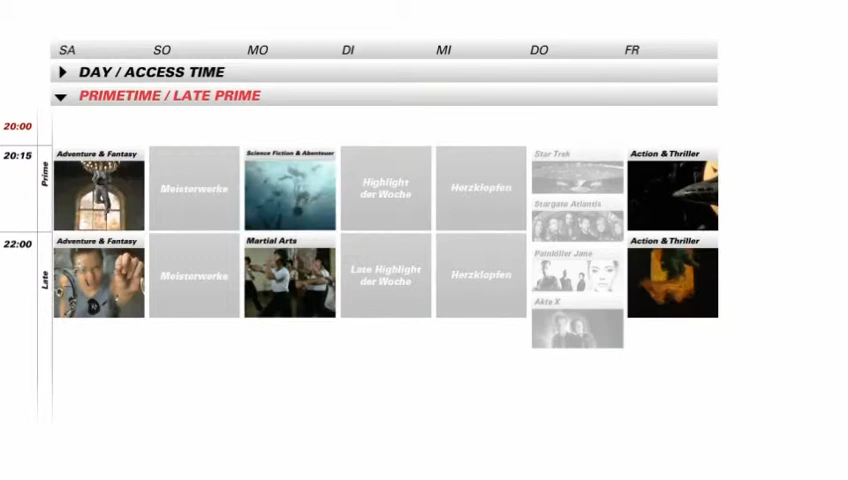 SA SO MO DI MI DO FR
DAY / ACCESS TIME
PRIMETIME / LATE PRIME
20:00
20:15
Prime
Adventure & Fantasy
Meisterwerke
Science Fiction & Abenteuer
Highlight
der Woche
Herzklopfen
Star Trek
Stargate Atlantis
Action & Thriller
22:00
Late
Adventure & Fantasy
Meisterwerke
Martial Arts
Late Highlight
der Woche
Herzklopfen
Painkiller Jane
Akte X
Action & Thriller